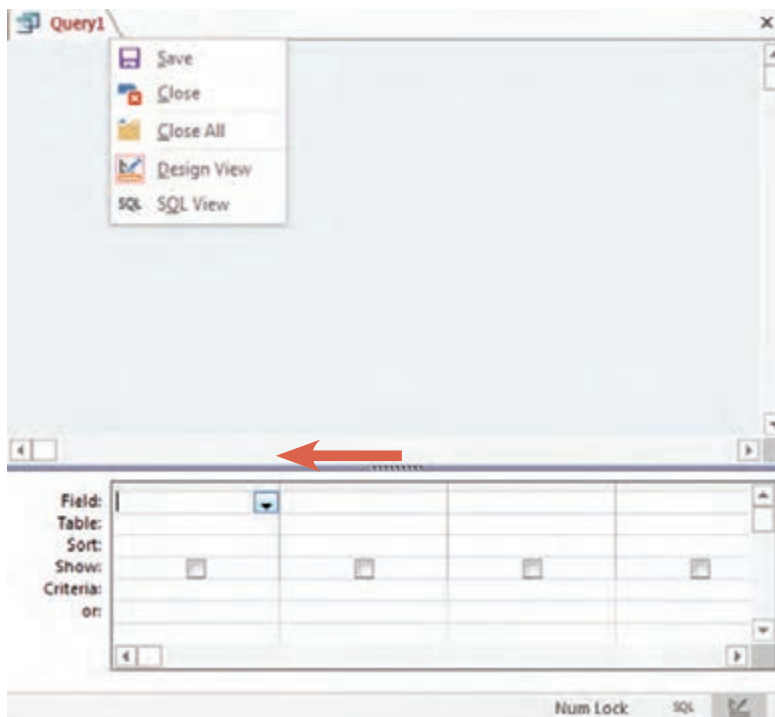 Query1
Save
Close
Close All
Design View
SQL SQL View
Field:
Table:
Sort:
Show:
Criteria:
or:
Num Lock SQL